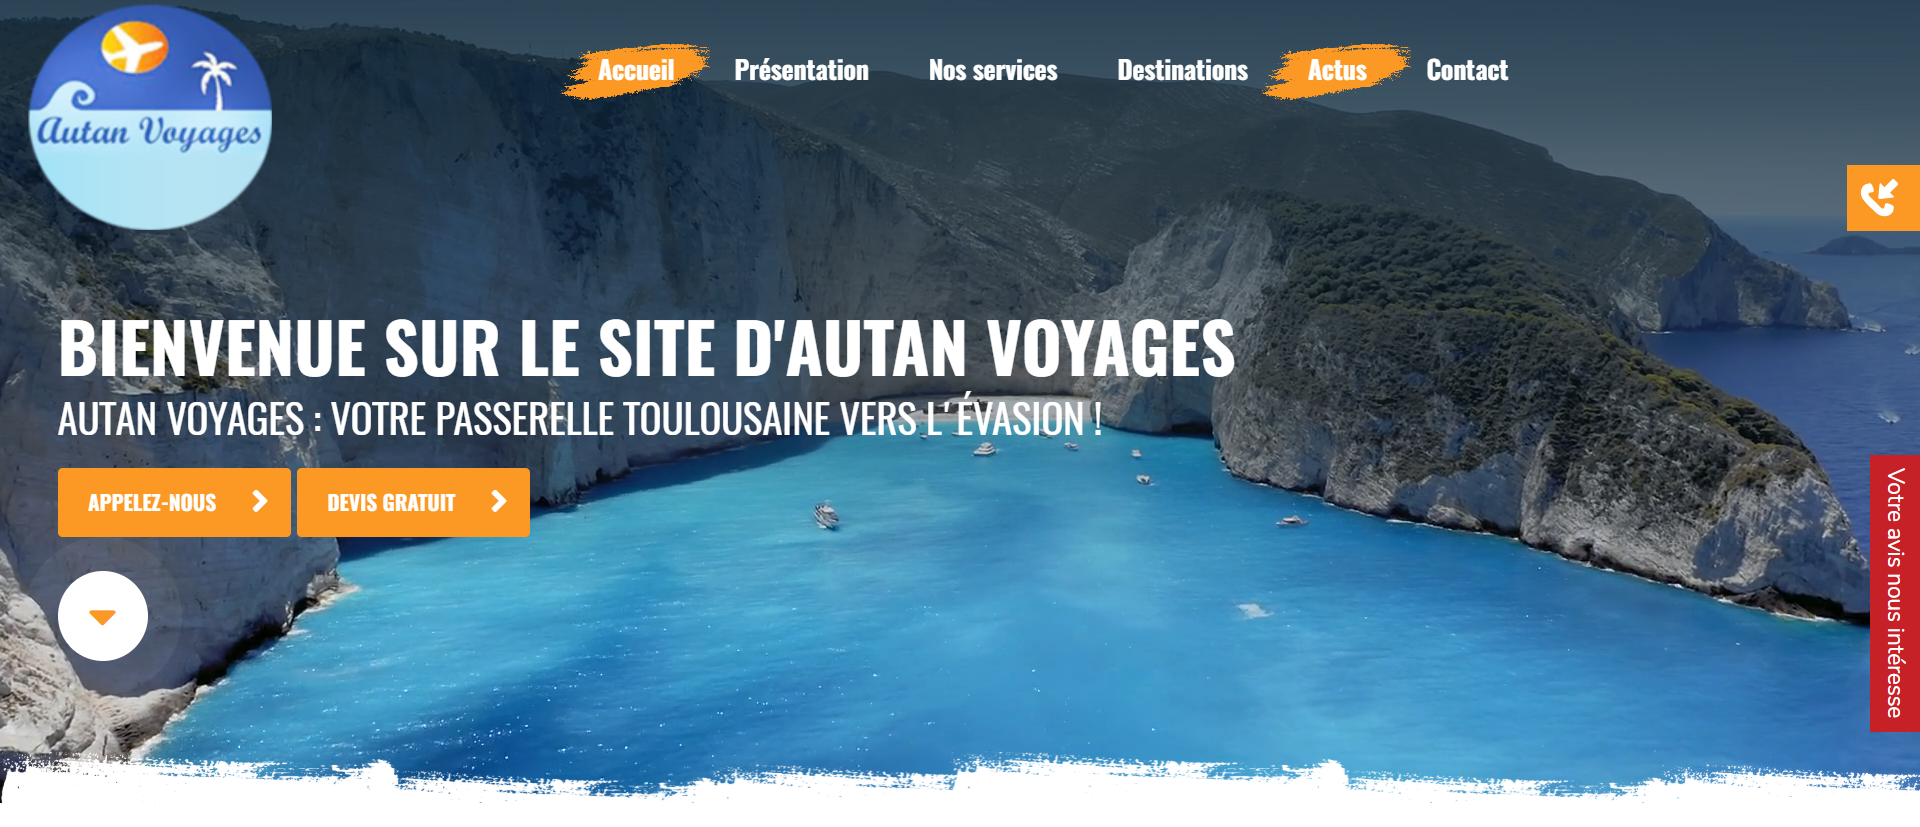 Autan Voyages
Accueil Présentation Nos services Destinations Actus Contact
BIENVENUE SUR LE SITE D'AUTAN VOYAGES
AUTAN VOYAGES : VOTRE PASSERELLE TOULOUSAINE VERS L'ÉVASION !
APPELEZ-NOUS DEVIS GRATUIT
Votre avis nous intéresse